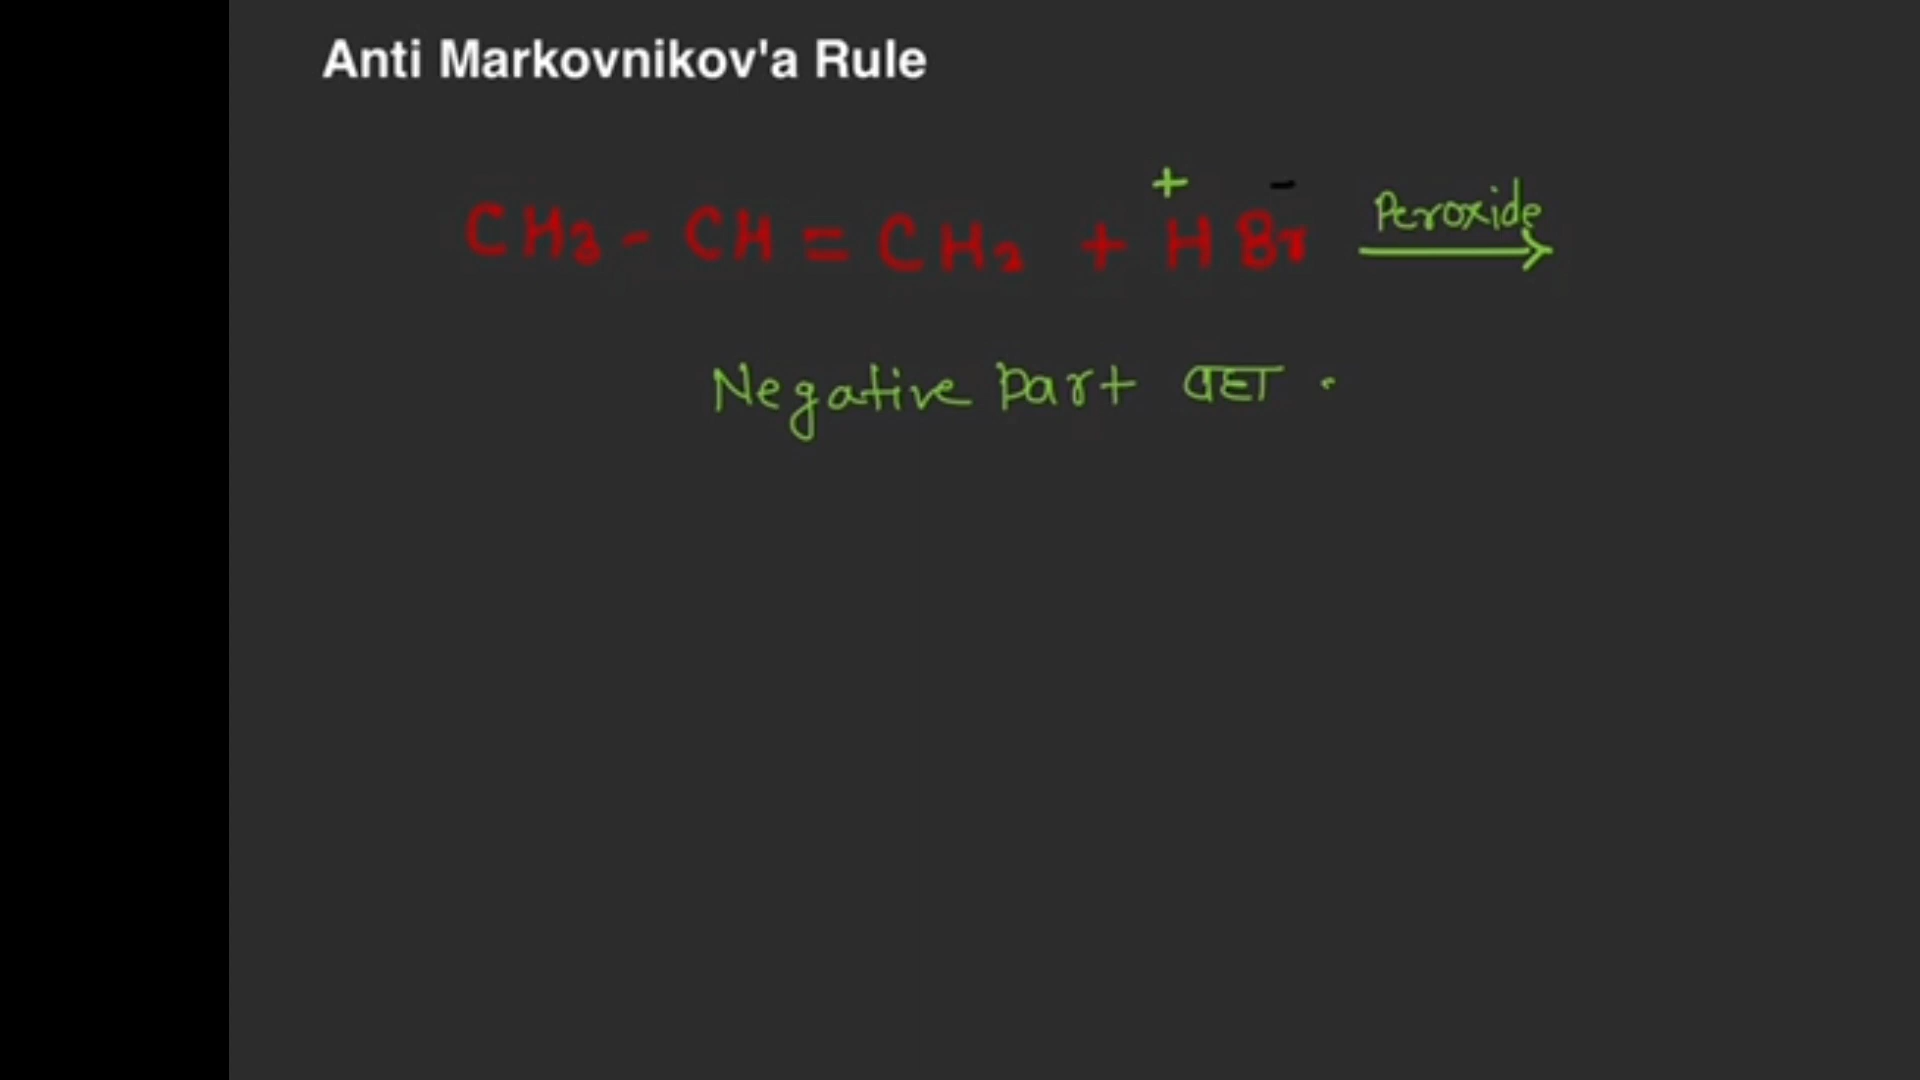 Anti Markovnikov'a Rule
+ -
CH3 - CH = CH2 + HBr Peroxide
Negative part